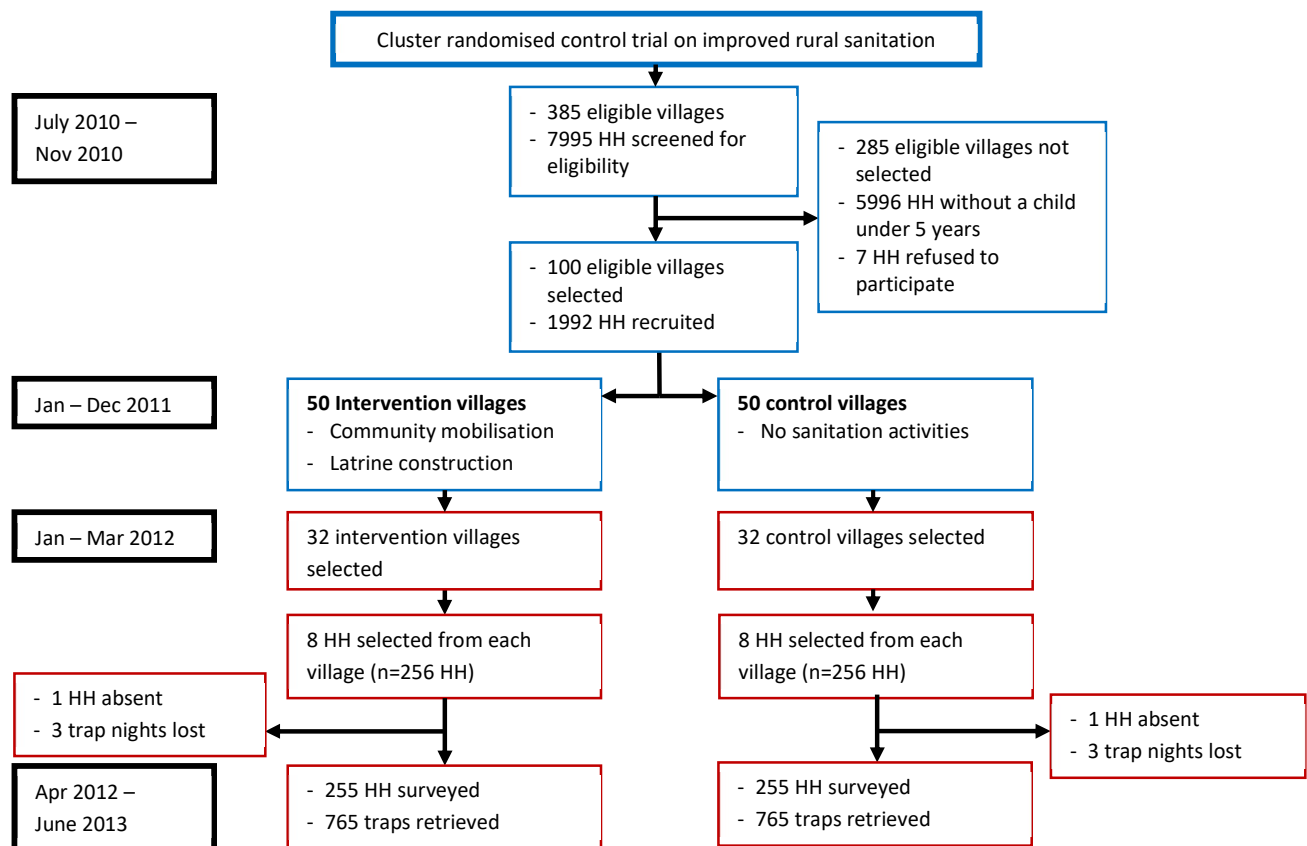 Cluster randomised control trial on improved rural sanitation
July 2010 –
Nov 2010
- 385 eligible villages
- 7995 HH screened for
eligibility
- 285 eligible villages not
selected
- 5996 HH without a child
under 5 years
- 7 HH refused to
participate
- 100 eligible villages
selected
- 1992 HH recruited
Jan – Dec 2011
50 Intervention villages
- Community mobilisation
- Latrine construction
50 control villages
- No sanitation activities
Jan – Mar 2012
32 intervention villages
selected
32 control villages selected
8 HH selected from each
village (n=256 HH)
8 HH selected from each
village (n=256 HH)
- 1 HH absent
- 3 trap nights lost
- 1 HH absent
- 3 trap nights lost
Apr 2012 –
June 2013
- 255 HH surveyed
- 765 traps retrieved
- 255 HH surveyed
- 765 traps retrieved